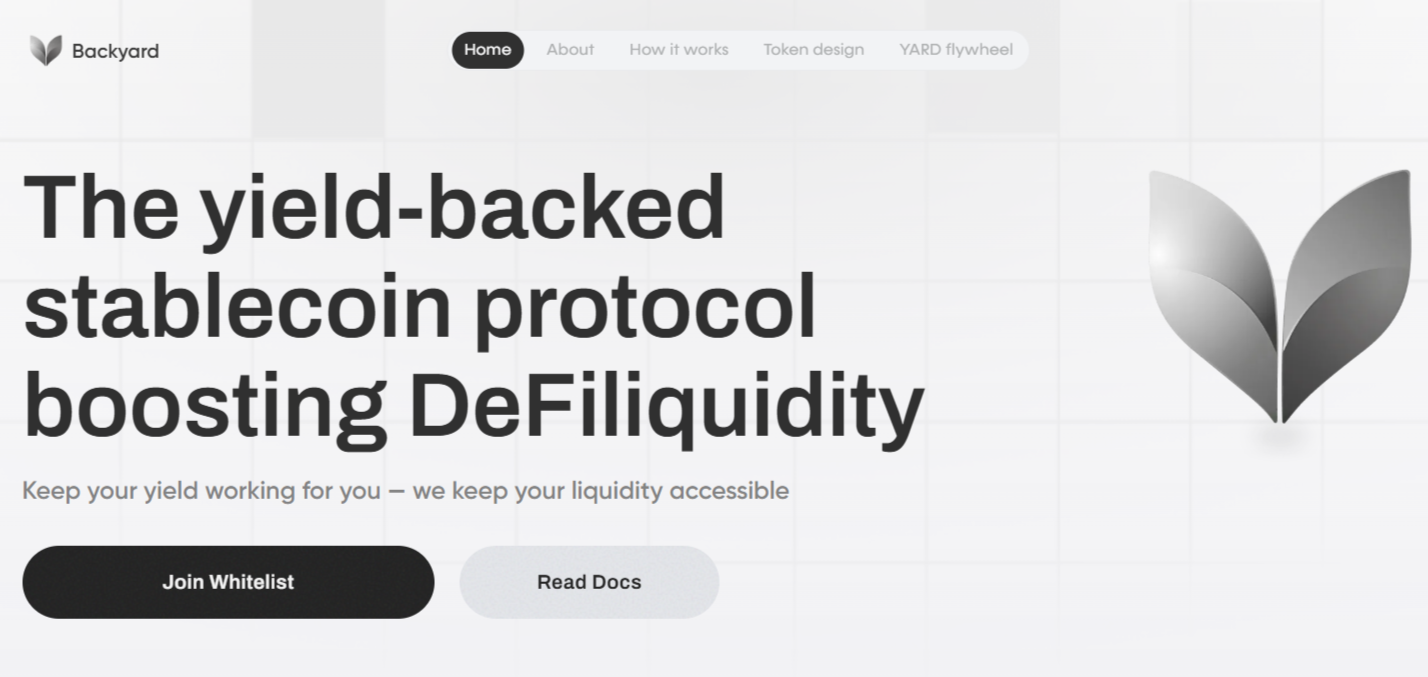 Backyard
Home About How it works Token design YARD flywheel
The yield-backed
stablecoin protocol
boosting DeFiliquidity
Keep your yield working for you – we keep your liquidity accessible
Join Whitelist Read Docs